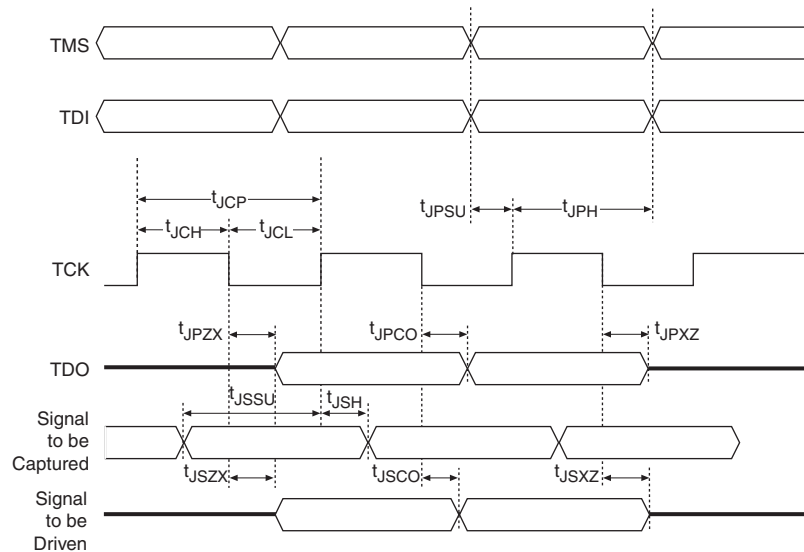 TMS
TDI
tJCP
tJCH
tJCL
tJPSU
tJPH
TCK
tJPZX
tJPCO
tJPXZ
TDO
tJSSU
tJSH
Signal
to be
Captured
tJSZX
tJSCO
tJSXZ
Signal
to be
Driven